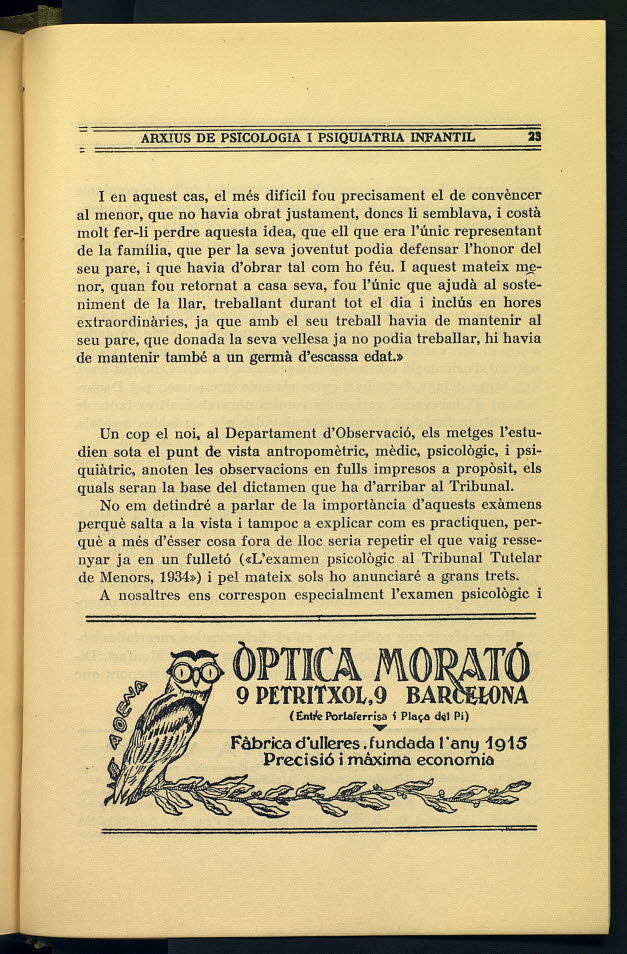 ARXIUS DE PSICOLOGIA I PSIQUIATRIA INFANTIL 23
I en aquest cas, el més difícil fou precisament el de convèncer
al menor, que no havia obrat justament, doncs li semblava, i costà
molt fer-li perdre aquesta idea, que ell que era l'únic representant
de la família, que per la seva joventut podia defensar l'honor del
seu pare, i que havia d'obrar tal com ho féu. I aquest mateix me-
nor, quan fou retornat a casa seva, fou l'únic que ajudà al soste-
niment de la llar, treballant durant tot el dia i inclús en hores
extraordinàries, ja que amb el seu treball havia de mantenir al
seu pare, que donada la seva vellesa ja no podia treballar, hi havia
de mantenir també a un germà d'escassa edat.»
Un cop el noi, al Departament d'Observació, els metges l'estu-
dien sota el punt de vista antropomètric, mèdic, psicològic, i psi-
quiàtric, anoten les observacions en fulls impresos a propòsit, els
quals seran la base del dictamen que ha d'arribar al Tribunal.
No em detindré a parlar de la importància d'aquests exàmens
perquè salta a la vista i tampoc a explicar com es practiquen, per-
què a més d'ésser cosa fora de lloc seria repetir el que vaig resse-
nyar ja en un fulletó («L'examen psicològic al Tribunal Tutelar
de Menors, 1934») i pel mateix sols ho anunciaré a grans trets.
A nosaltres ens correspon especialment l'examen psicològic i
ADENA
ÒPTICA MORATÓ
9 PETRITXOL, 9 BARCELONA
(Entre Portaferrisa i Plaça del Pi)
Fàbrica d'ulleres. fundada l'any 1915
Precisió i màxima economia